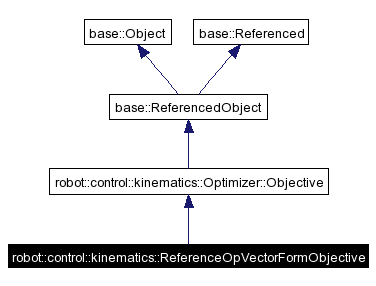 base::Object
base::Referenced
base::ReferencedObject
robot::control::kinematics::Optimizer::Objective
robot::control::kinematics::ReferenceOpVectorFormObjective